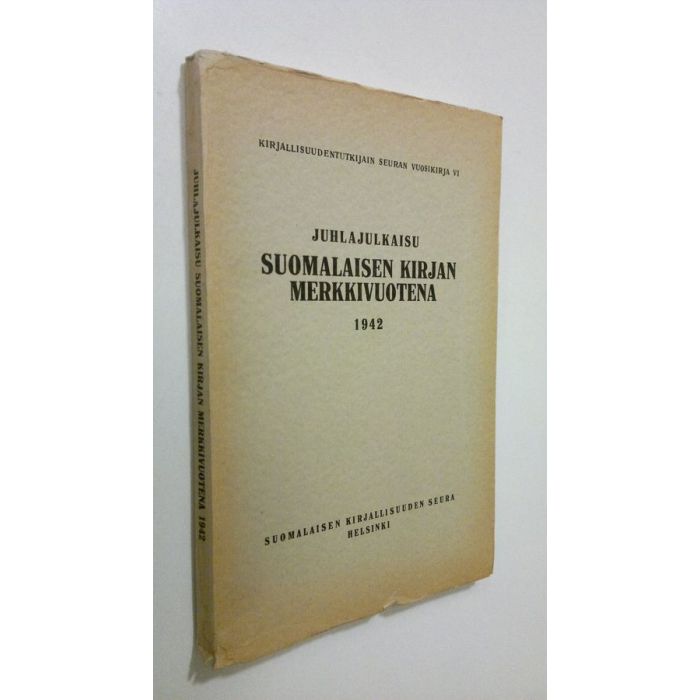 KIRJALLISUUDENTUTKIJAIN SEURAN VUOSIKIRJA VI
JUHLAJULKAISU
SUOMALAISEN KIRJAN
MERKKIVUOTENA
1942
SUOMALAISEN KIRJALLISUUDEN SEURA
HELSINKI
JUHLAJULKAISU SUOMALAISEN KIRJAN MERKKIVUOTENA 1942